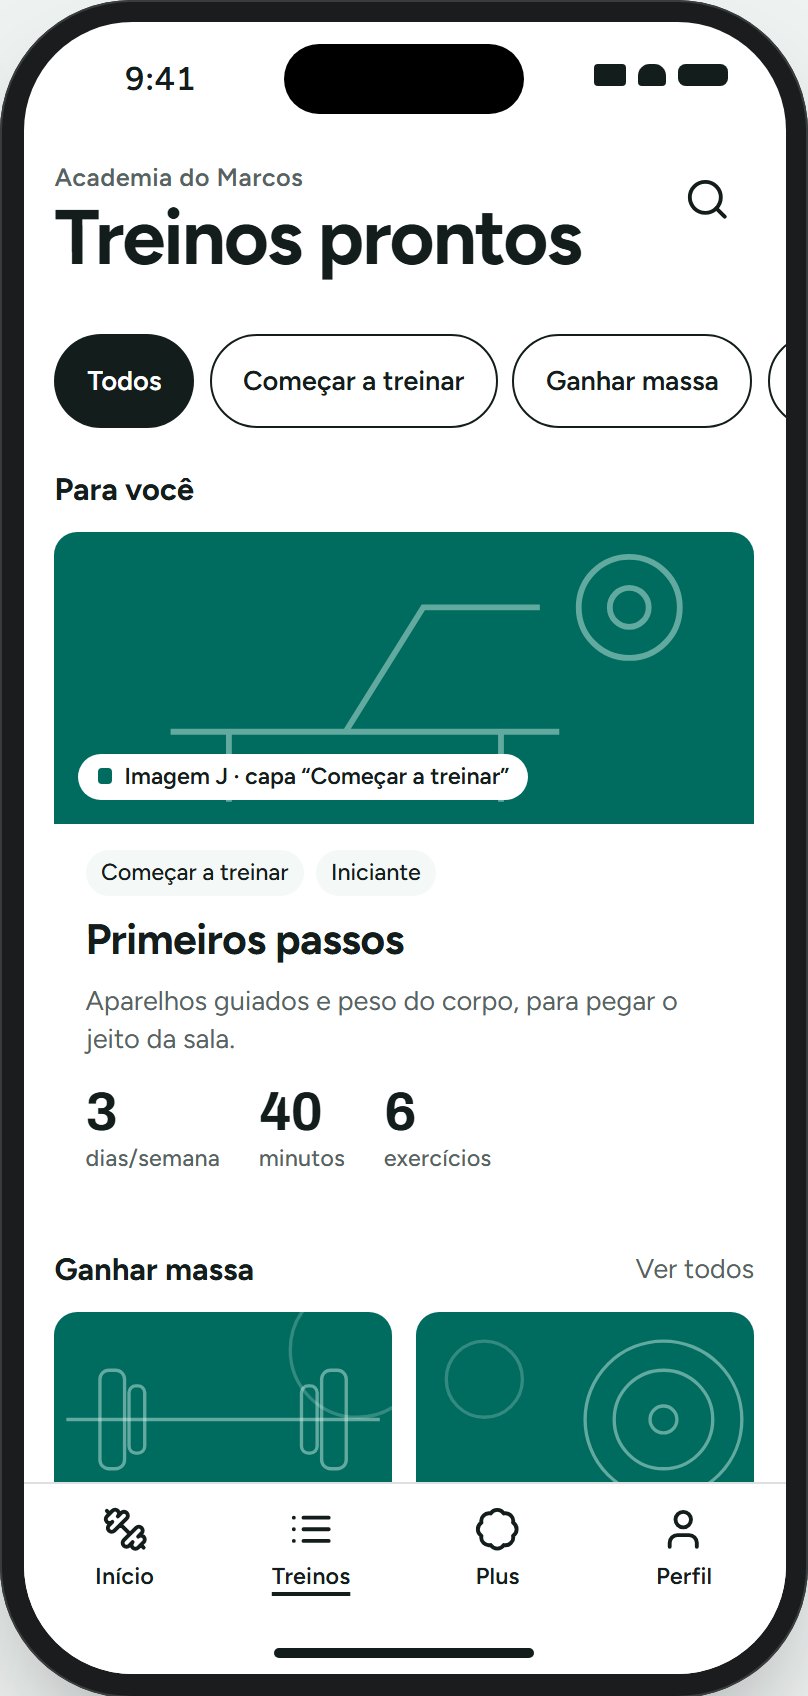 9:41
Academia do Marcos
Treinos prontos
Todos
Começar a treinar
Ganhar massa
Para você
Imagem J · capa “Começar a treinar”
Começar a treinar
Iniciante
Primeiros passos
Aparelhos guiados e peso do corpo, para pegar o
jeito da sala.
3
dias/semana
40
minutos
6
exercícios
Ganhar massa
Ver todos
Início
Treinos
Plus
Perfil